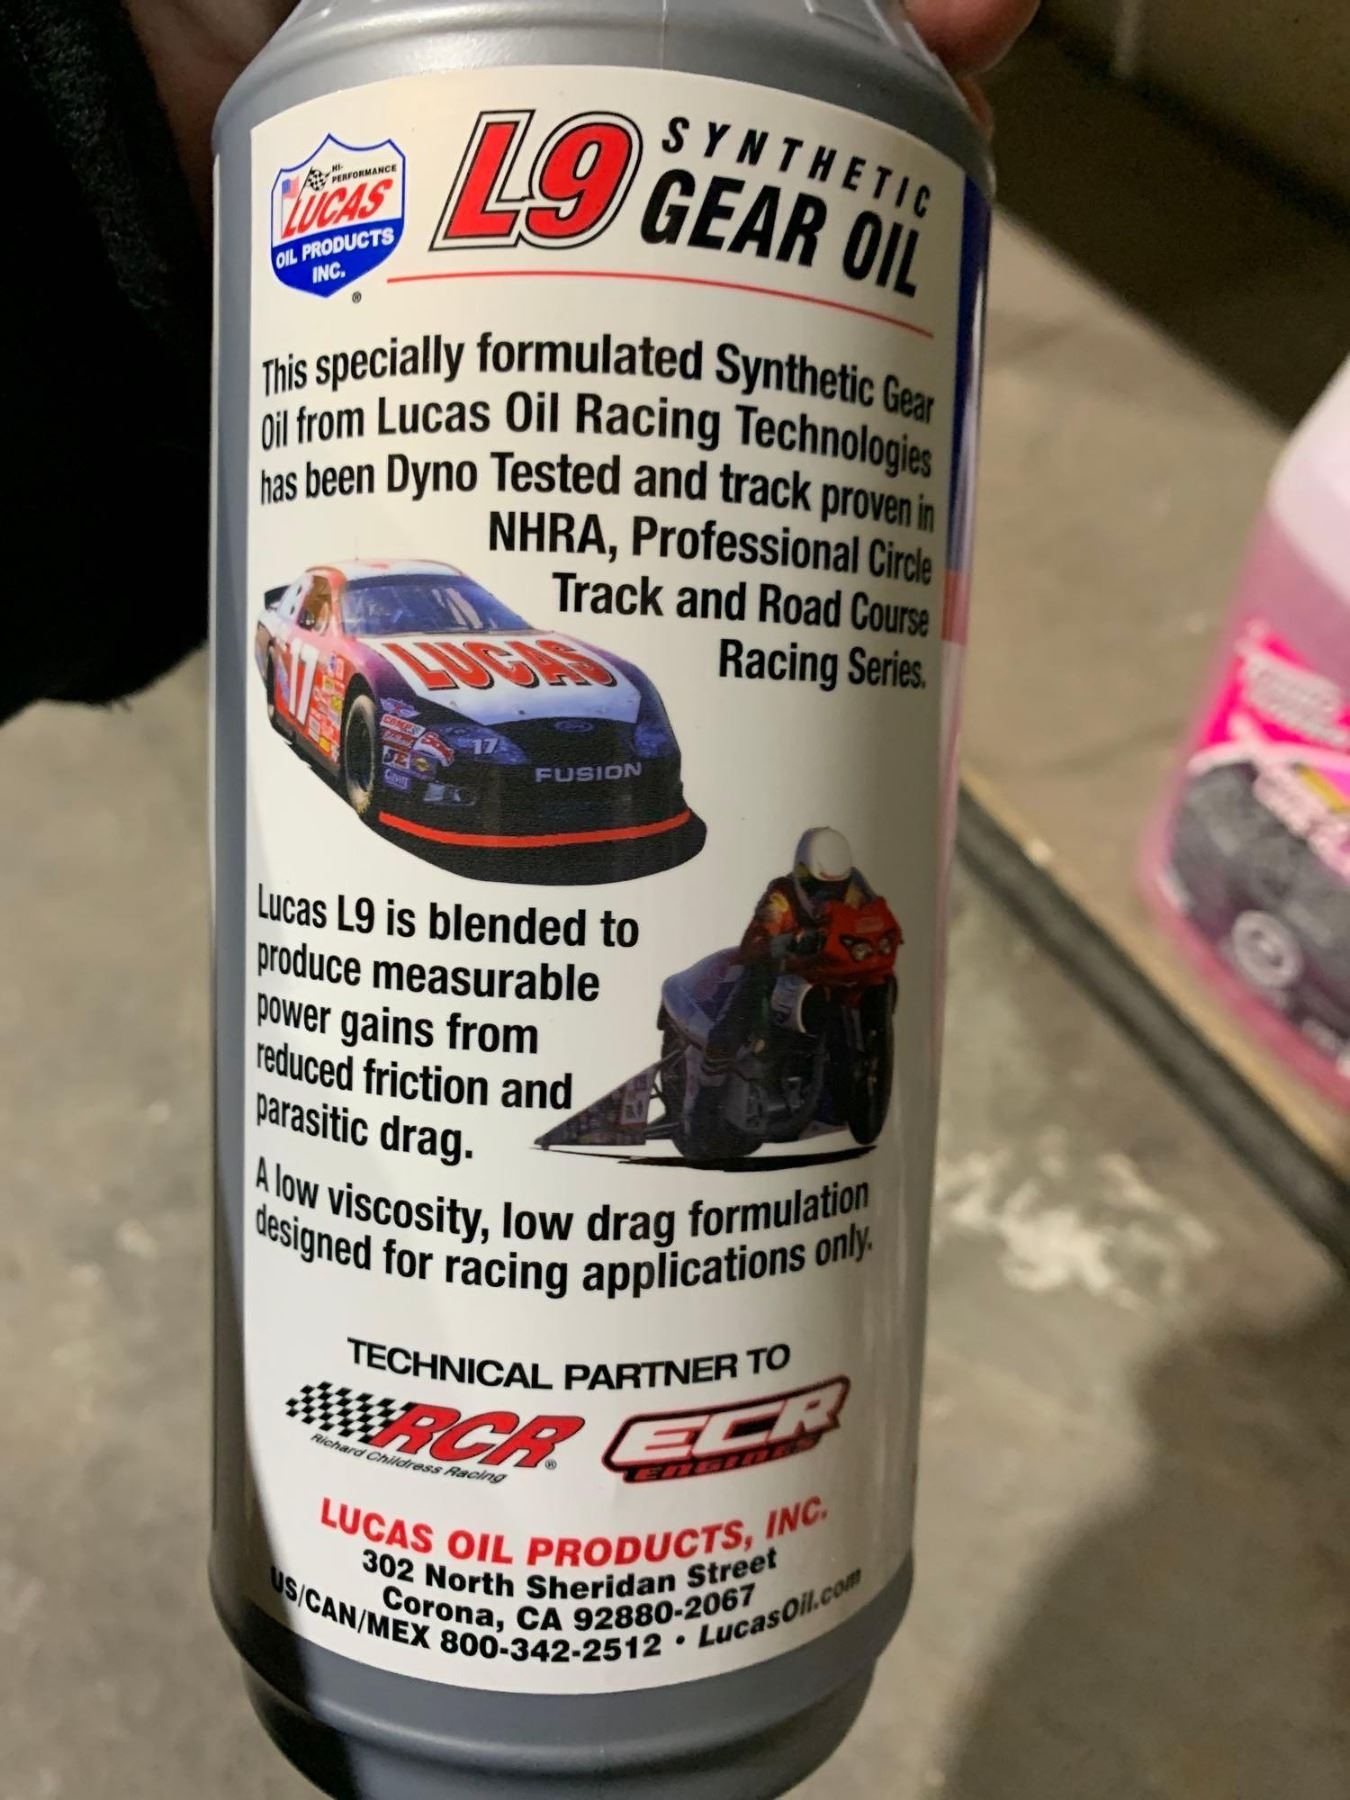 HI-
PERFORMANCE
LUCAS
OIL PRODUCTS
INC.
®
L9 SYNTHETIC
GEAR OIL
This specially formulated Synthetic Gear
Oil from Lucas Oil Racing Technologies
has been Dyno Tested and track proven in
NHRA, Professional Circle
Track and Road Course
Racing Series.
17
LUCAS
17
FUSION
Lucas L9 is blended to
produce measurable
power gains from
reduced friction and
parasitic drag.
A low viscosity, low drag formulation
designed for racing applications only.
TECHNICAL PARTNER TO
RCR®
Richard Childress Racing
ECR
ENGINES
LUCAS OIL PRODUCTS, INC.
302 North Sheridan Street
Corona, CA 92880-2067
US/CAN/MEX 800-342-2512 • LucasOil.com